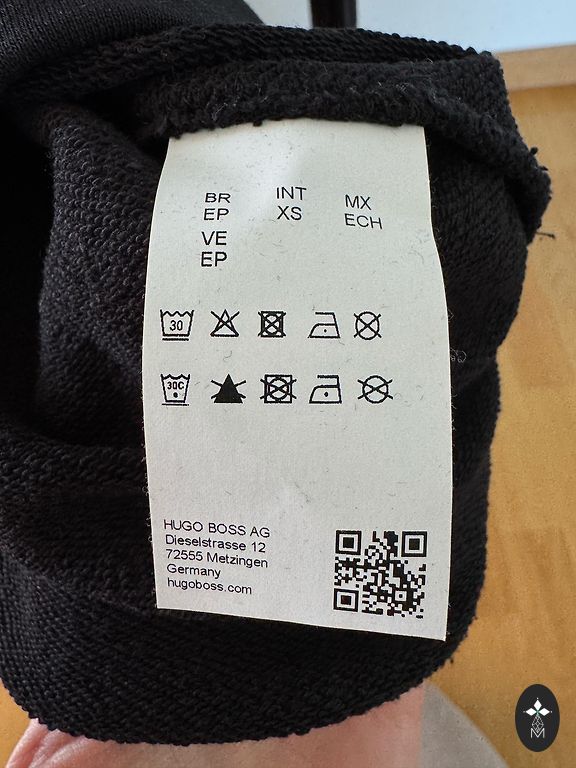 BR INT MX
EP XS ECH
VE
EP
30
30C
HUGO BOSS AG
Dieselstrasse 12
72555 Metzingen
Germany
hugoboss.com
M